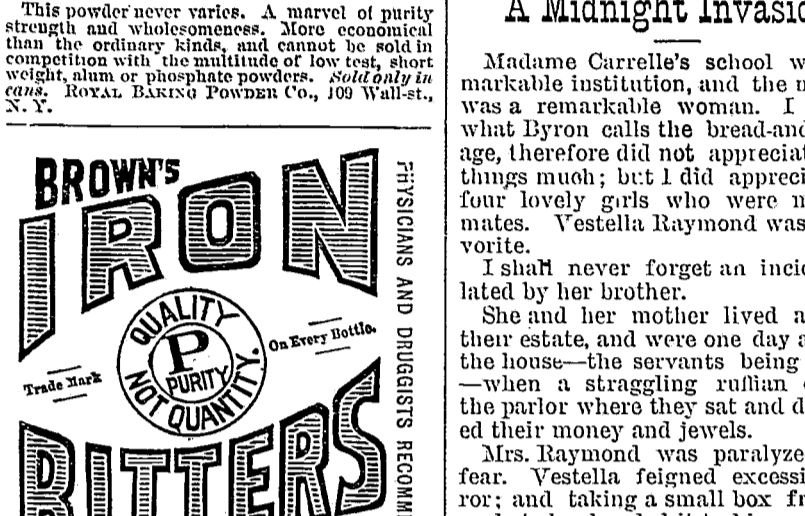 This powder never varies. A marvel of purity
strength and wholesomeness. More economical
than the ordinary kinds, and cannot be sold in
competition with the multitude of low test, short
weight, alum or phosphate powders. Sold only in
cans. ROYAL BAKING POWDER CO., 109 Wall-st.,
N. Y.
BROWN'S
IRON
BITTERS
QUALITY
P
PURITY
NOT QUANTITY.
Trade Mark
On Every Bottle.
PHYSICIANS AND DRUGGISTS RECOMM
A Midnight Invasio
Madame Carrelle's school w
markable institution, and the
was a remarkable woman. I
what Byron calls the bread-and
age, therefore did not appreciat
things much; but I did appreci
four lovely girls who were
mates. Vestella Raymond was
vorite.
I shall never forget an incid
lated by her brother.
She and her mother lived a
their estate, and were one day a
the house—the servants being
—when a straggling ruffian
the parlor where they sat and d
ed their money and jewels.
Mrs. Raymond was paralyze
fear. Vestella feigned excessi
ror; and taking a small box fr